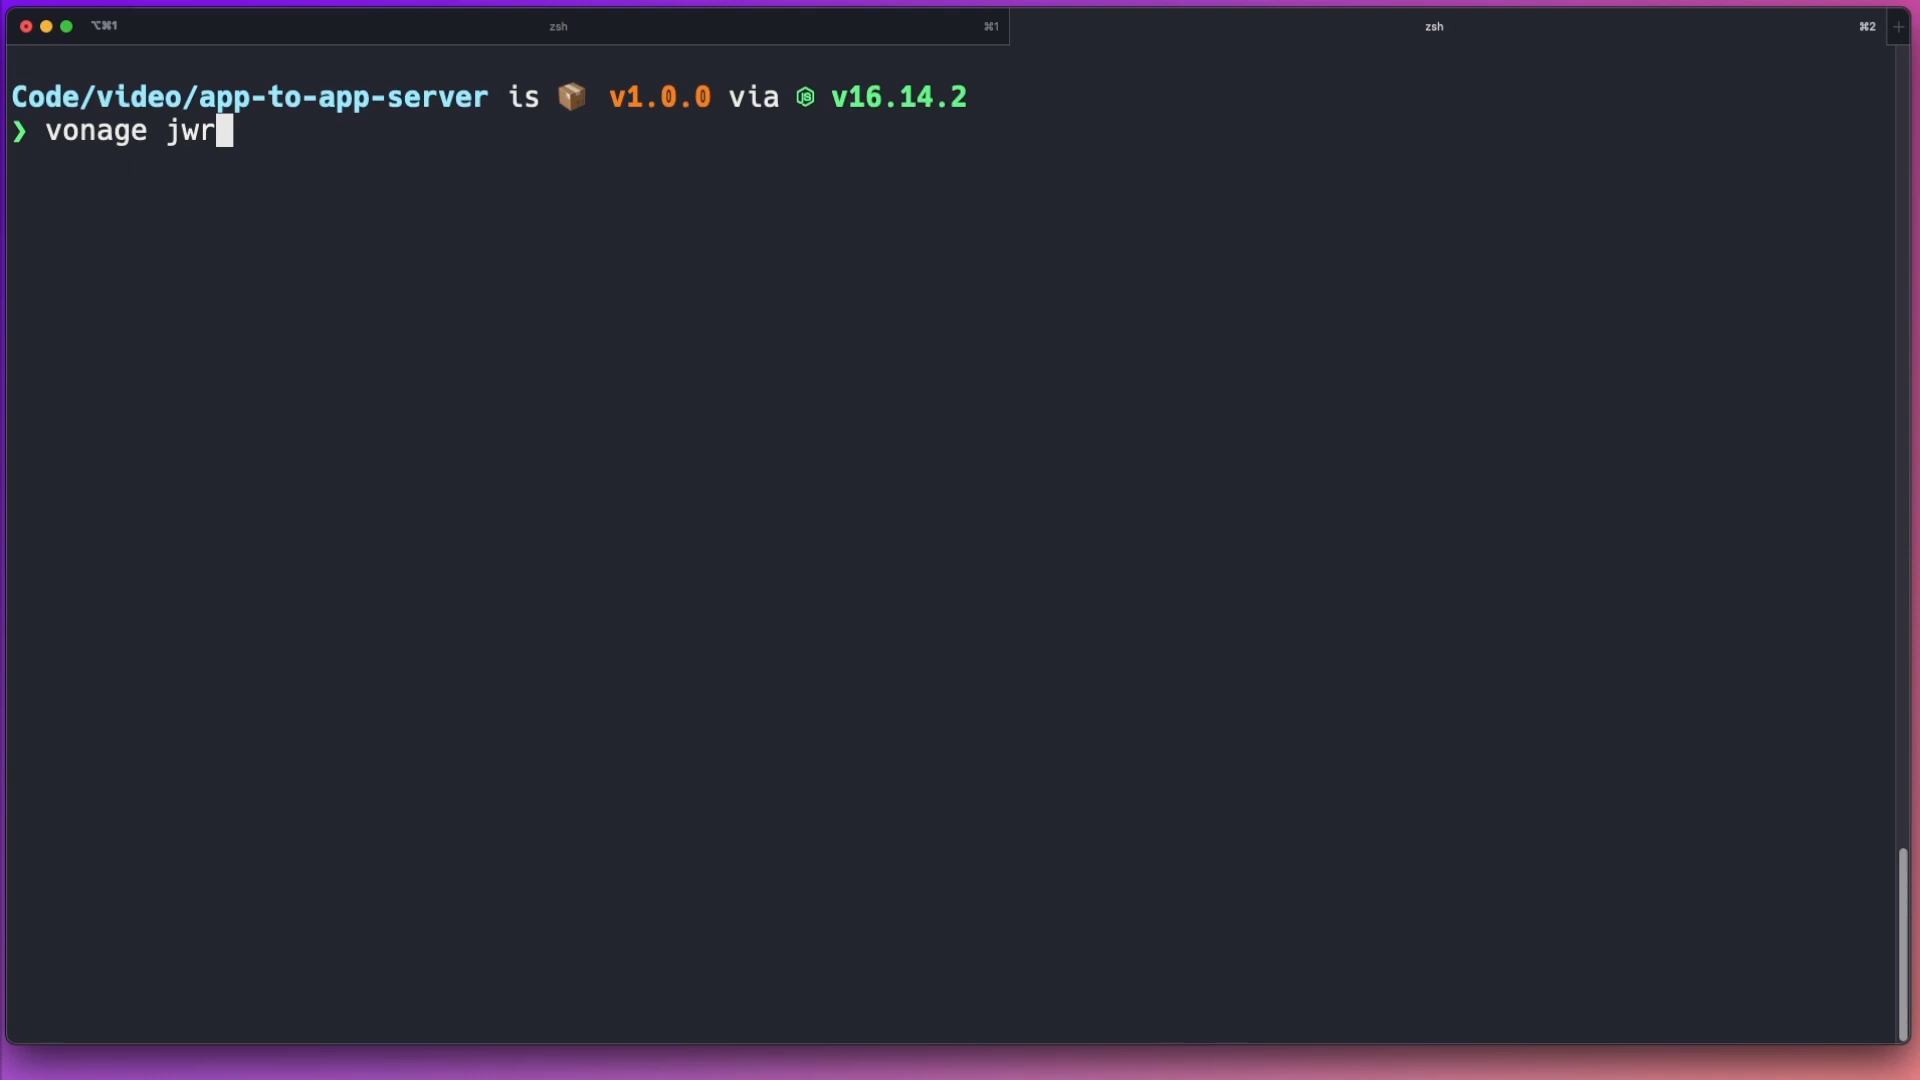 ⌥⌘1 zsh ⌘1 zsh ⌘2 +
Code/video/app-to-app-server is 📦 v1.0.0 via v16.14.2
❯ vonage jwr